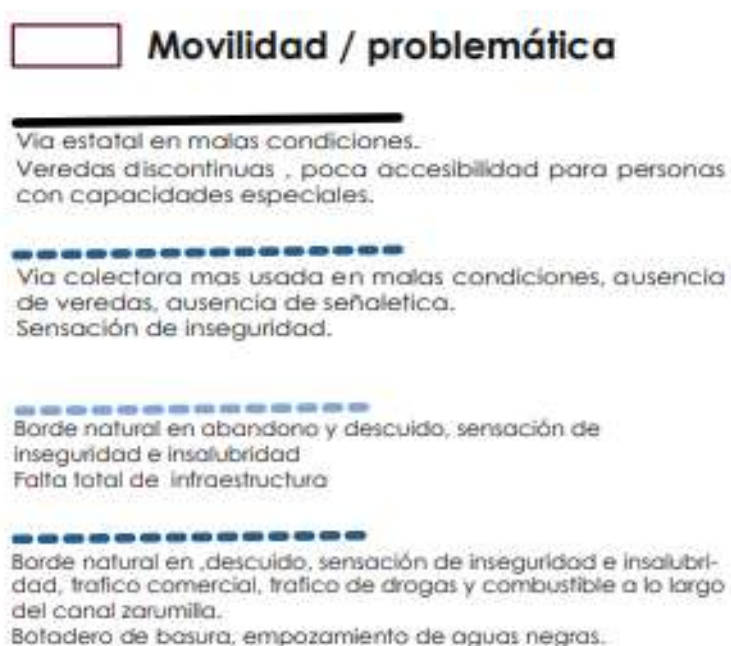 Movilidad / problemática
Via estatal en malas condiciones.
Veredas discontinuas , poca accesibilidad para personas
con capacidades especiales.
Via colectora mas usada en malas condiciones, ausencia
de veredas, ausencia de señaletica.
Sensación de inseguridad.
Borde natural en abandono y descuido, sensación de
inseguridad e insalubridad
Falta total de infraestructura
Borde natural en ,descuido, sensación de inseguridad e insalubri-
dad, trafico comercial, trafico de drogas y combustible a lo largo
del canal zarumilla.
Botadero de basura, empozamiento de aguas negras.